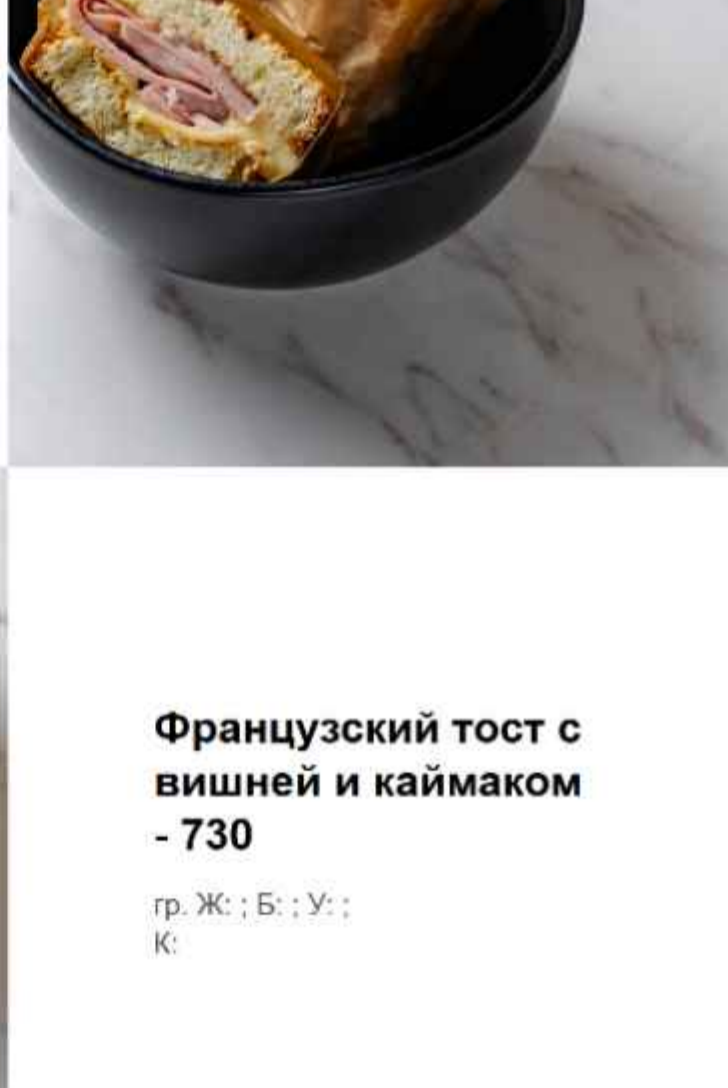 Французский тост с
вишней и каймаком
- 730
гр. Ж: ; Б: ; У: ;
К: